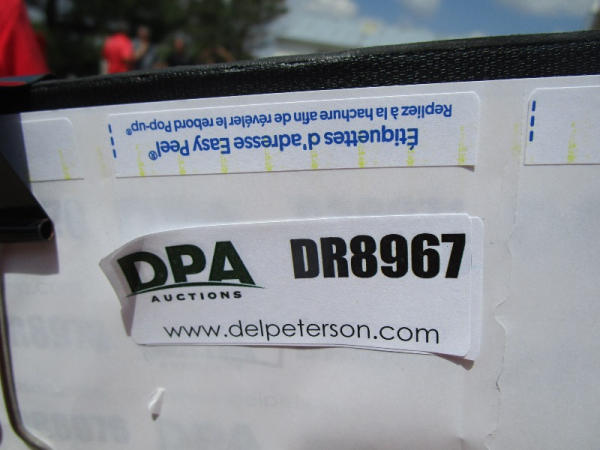 Étiquettes d'adresse Easy Peel®
Repliez à la hachure afin de révéler le rebord Pop-up®
DPA
AUCTIONS
DR8967
www.delpeterson.com